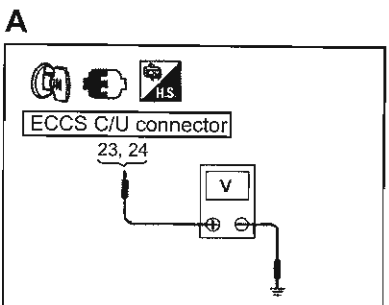 A
H.S.
ECCS C/U connector
23, 24
V
⊕ ⊖